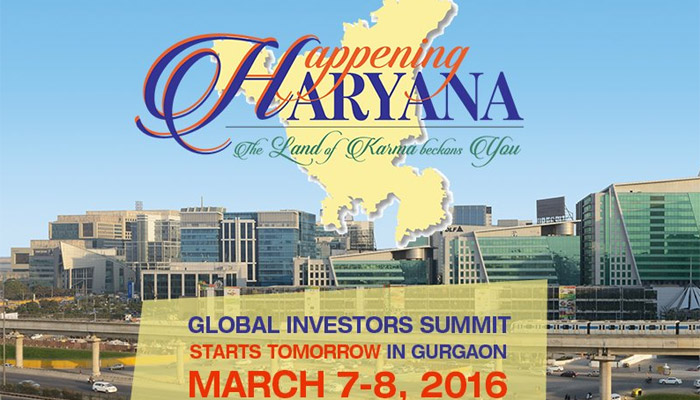 Happening
HARYANA
The Land of Karma beckons You
DLF
GLOBAL INVESTORS SUMMIT
STARTS TOMORROW IN GURGAON
MARCH 7-8, 2016